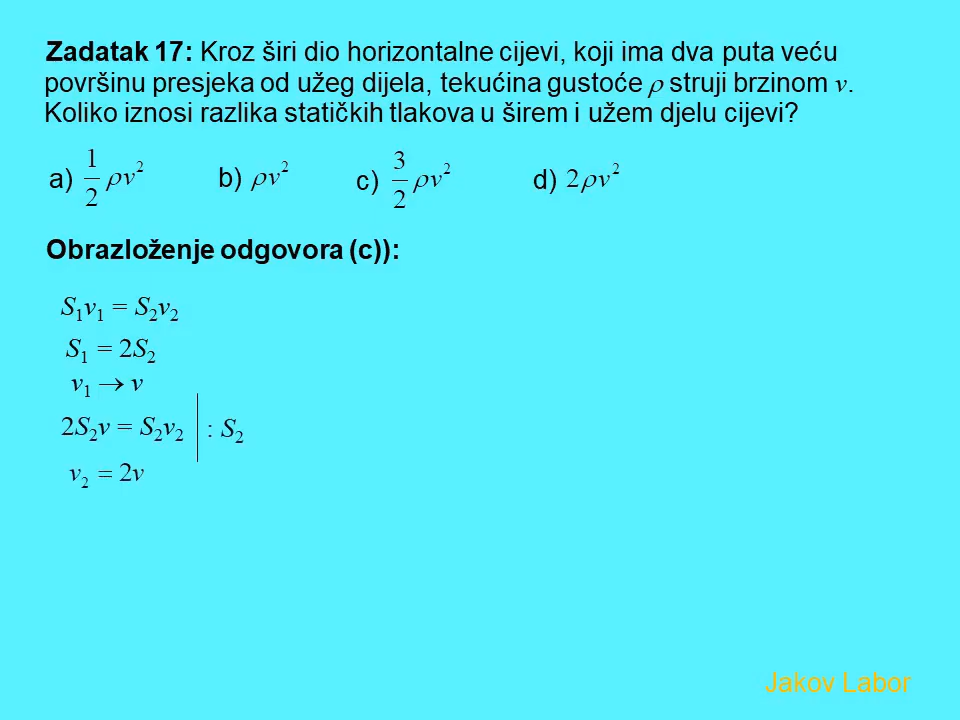 Zadatak 17: Kroz širi dio horizontalne cijevi, koji ima dva puta veću
površinu presjeka od užeg dijela, tekućina gustoće ρ struji brzinom v.
Koliko iznosi razlika statičkih tlakova u širem i užem djelu cijevi?
a) 1/2 ρv² b) ρv² c) 3/2 ρv² d) 2ρv²
Obrazloženje odgovora (c)):
S₁v₁ = S₂v₂
S₁ = 2S₂
v₁ → v
2S₂v = S₂v₂ | : S₂
v₂ = 2v
Jakov Labor